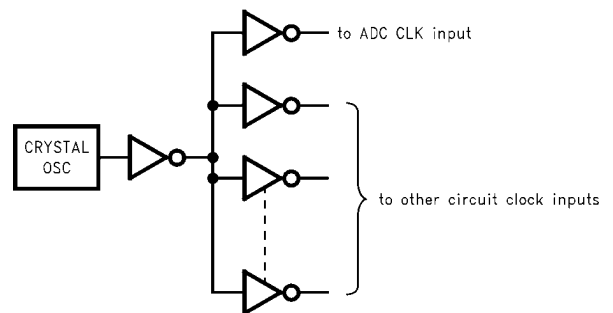 to ADC CLK input
CRYSTAL
OSC
to other circuit clock inputs